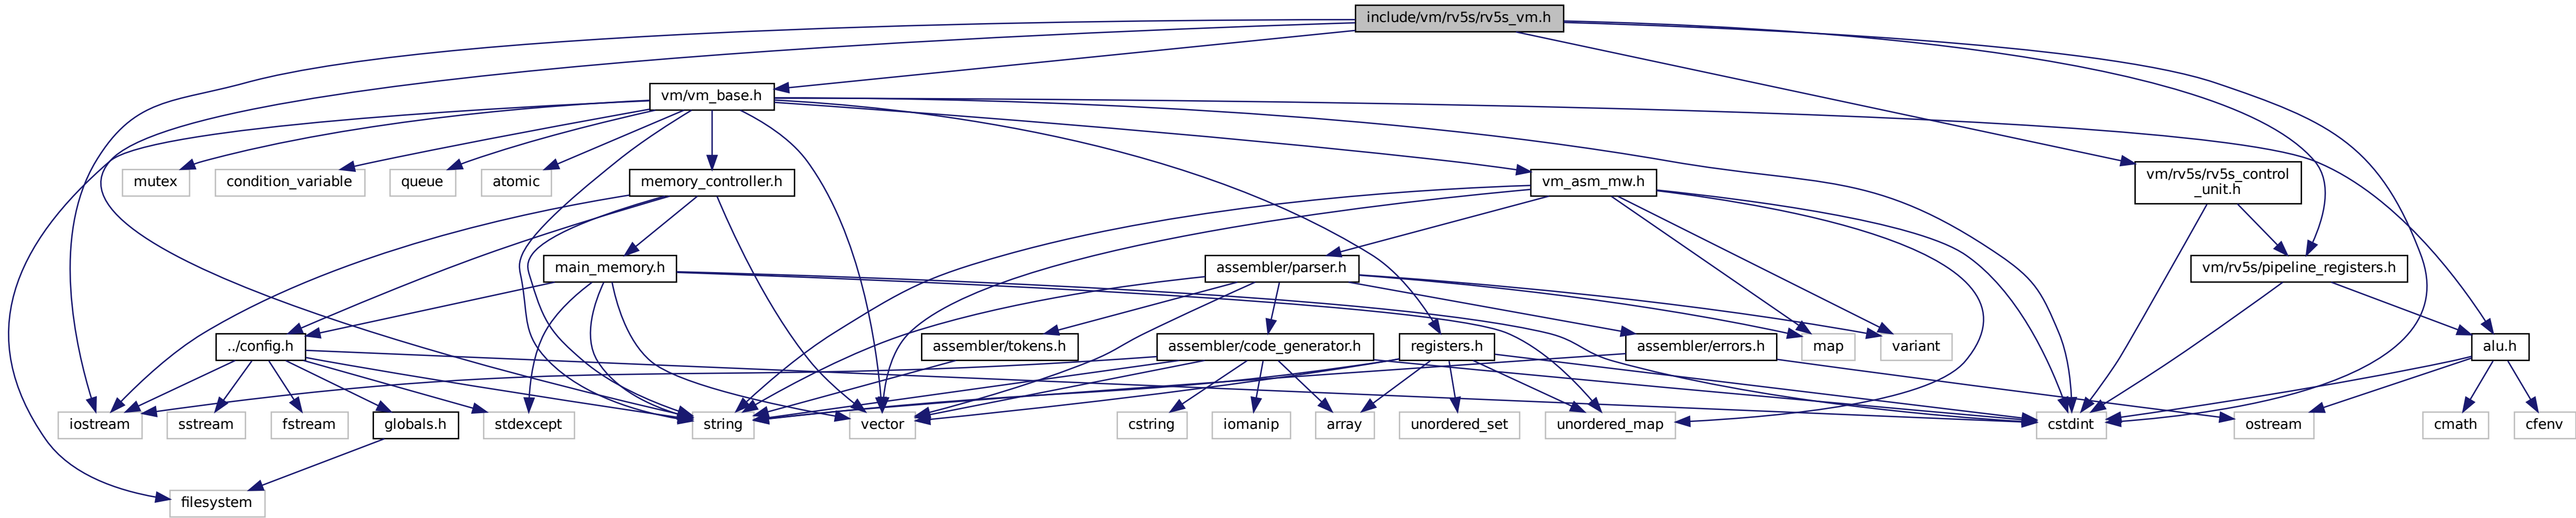 include/vm/rv5s/rv5s_vm.h
vm/vm_base.h
mutex
condition_variable
queue
atomic
memory_controller.h
vm_asm_mw.h
vm/rv5s/rv5s_control
_unit.h
main_memory.h
assembler/parser.h
vm/rv5s/pipeline_registers.h
../config.h
assembler/tokens.h
assembler/code_generator.h
registers.h
assembler/errors.h
map
variant
alu.h
iostream
sstream
fstream
globals.h
stdexcept
string
vector
cstring
iomanip
array
unordered_set
unordered_map
cstdint
ostream
cmath
cfenv
filesystem